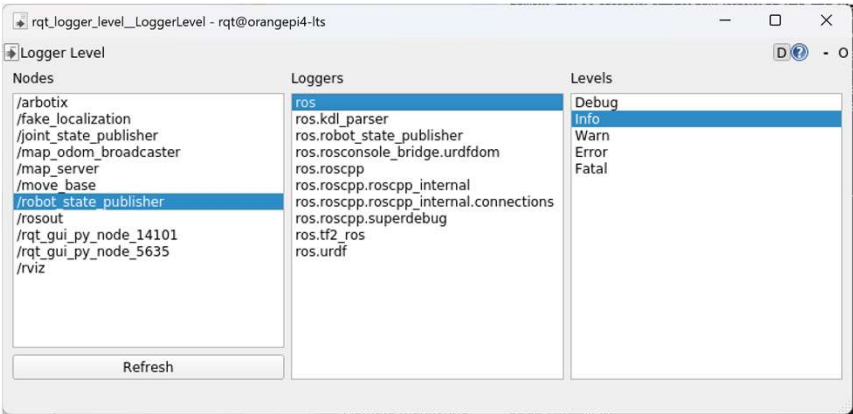 rqt_logger_level__LoggerLevel - rqt@orangepi4-lts
Logger Level
D
?
- O
Nodes
/arbotix
/fake_localization
/joint_state_publisher
/map_odom_broadcaster
/map_server
/move_base
/robot_state_publisher
/rosout
/rqt_gui_py_node_14101
/rqt_gui_py_node_5635
/rviz
Refresh
Loggers
ros
ros.kdl_parser
ros.robot_state_publisher
ros.rosconsole_bridge.urdfdom
ros.roscpp
ros.roscpp.roscpp_internal
ros.roscpp.roscpp_internal.connections
ros.roscpp.superdebug
ros.tf2_ros
ros.urdf
Levels
Debug
Info
Warn
Error
Fatal